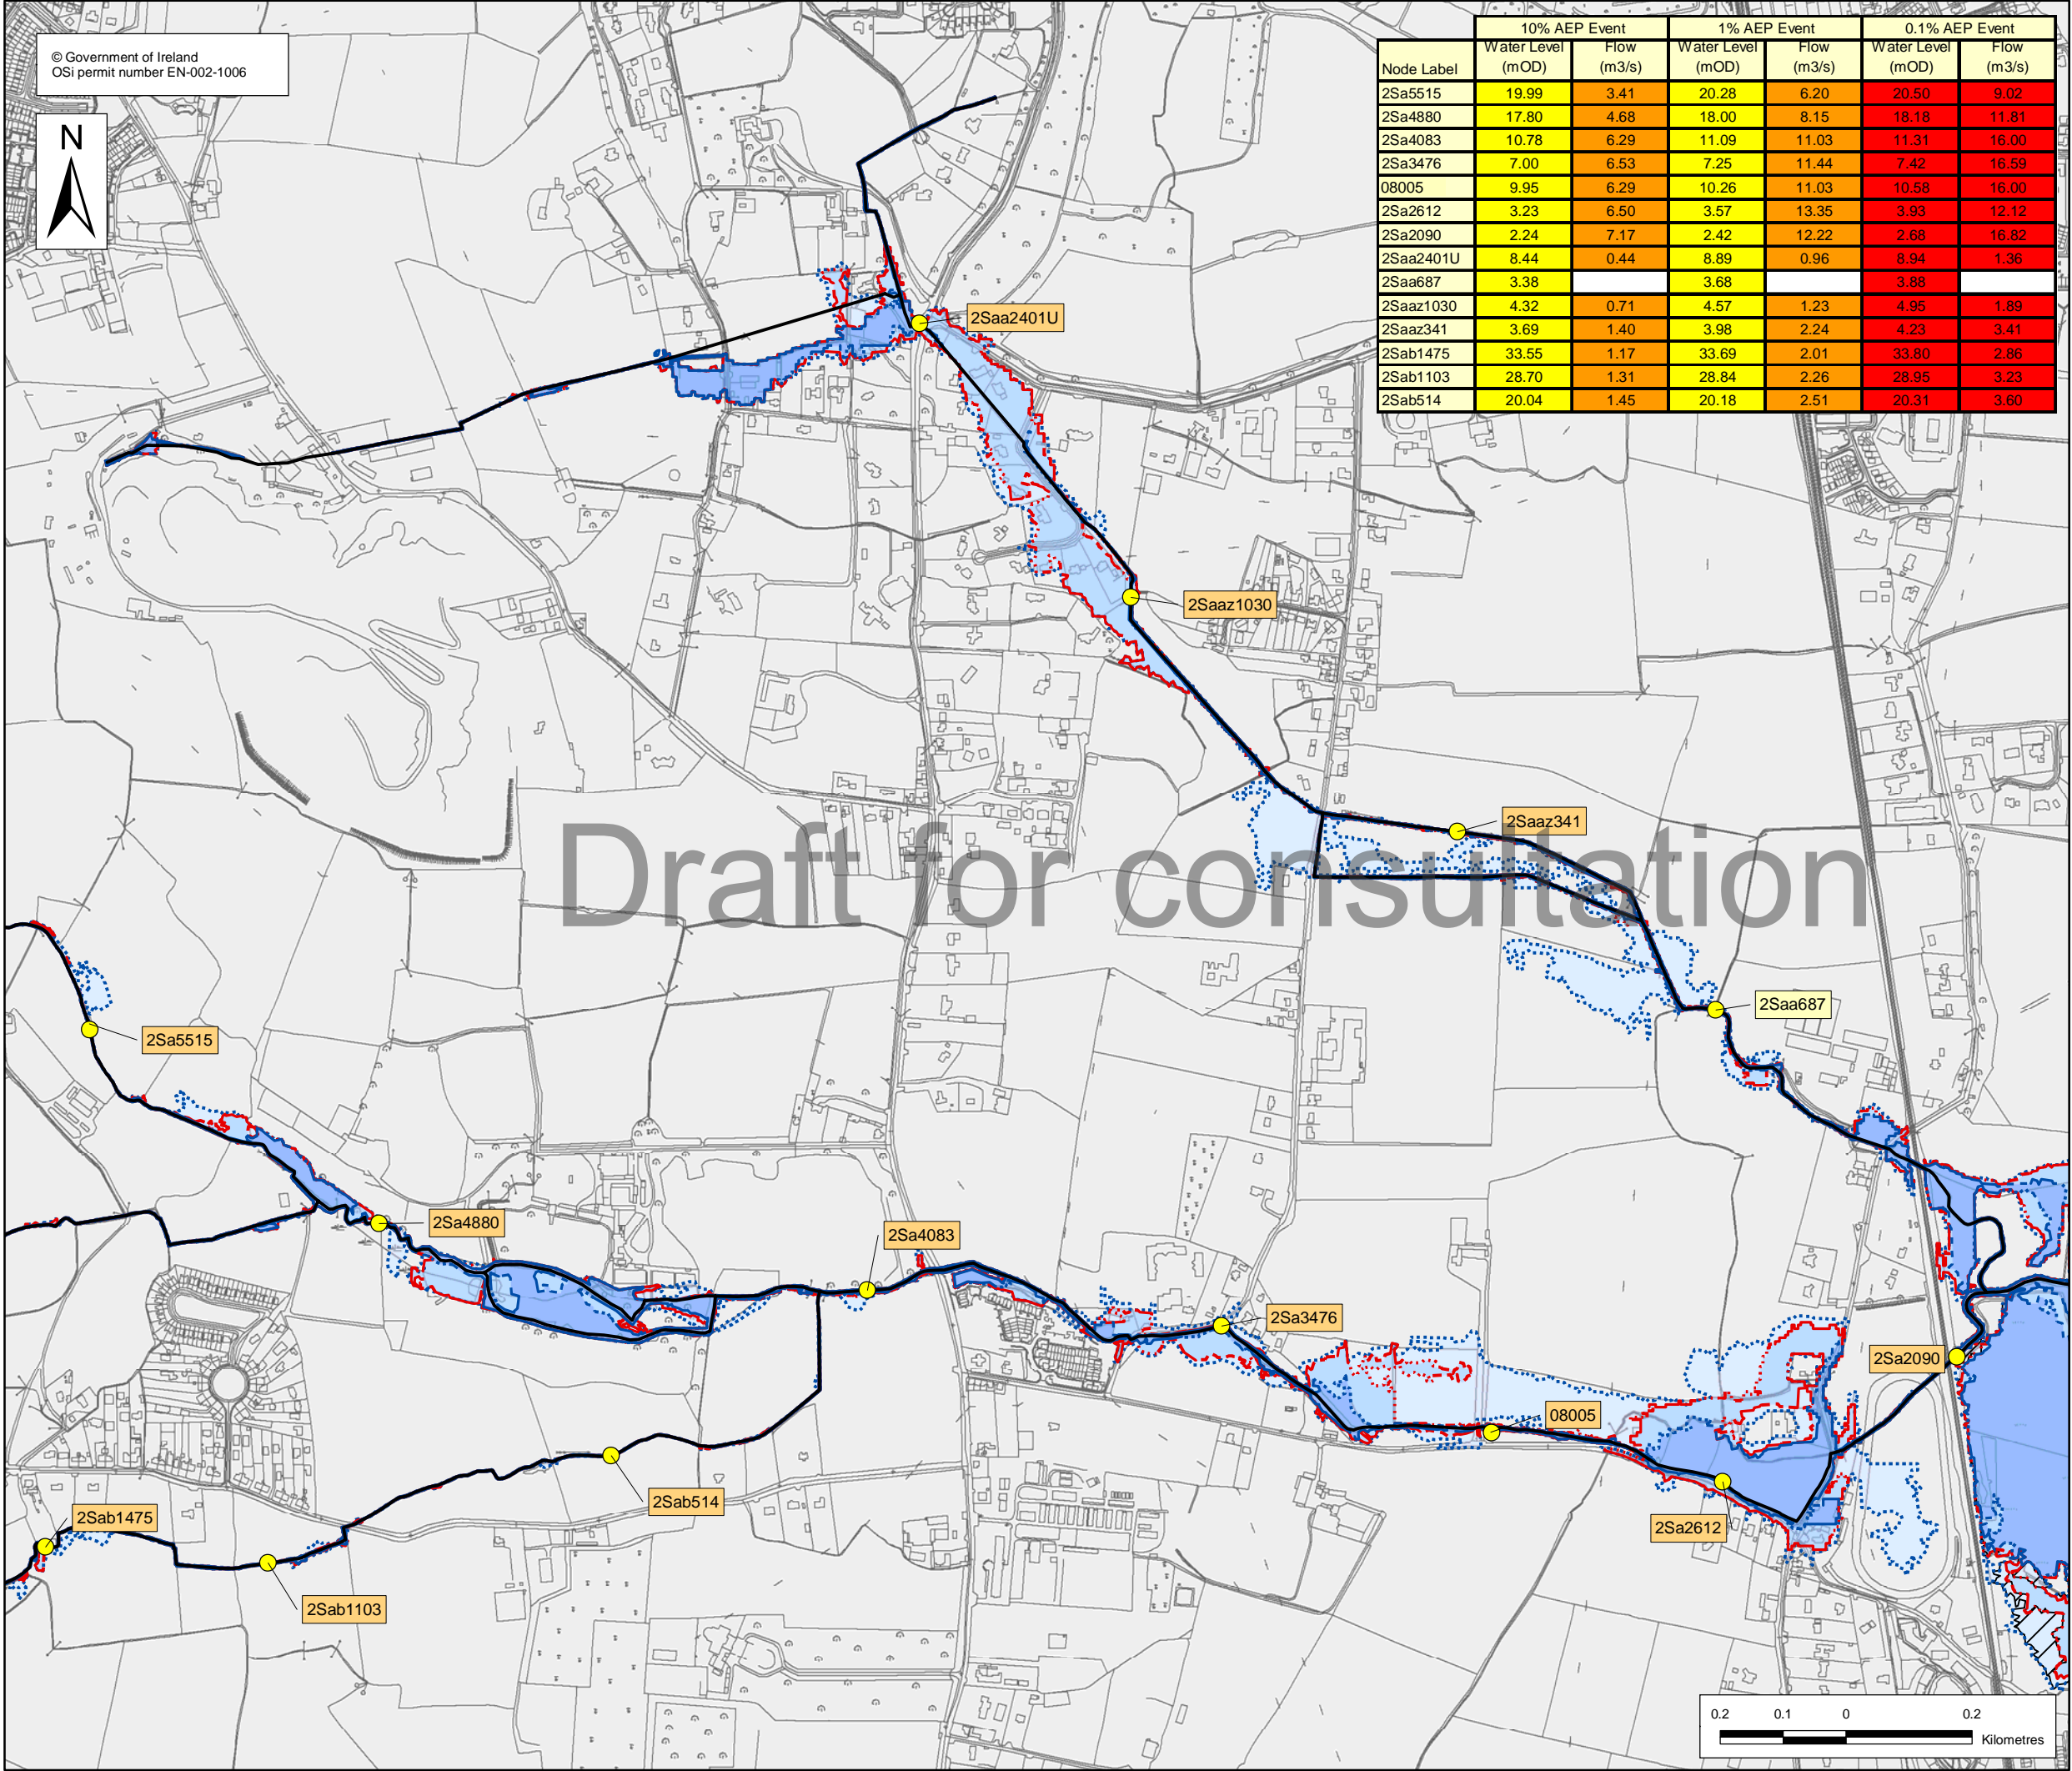 © Government of Ireland
OSi permit number EN-002-1006
N
10% AEP Event 1% AEP Event 0.1% AEP Event
Node Label Water Level (mOD) Flow (m3/s) Water Level (mOD) Flow (m3/s) Water Level (mOD) Flow (m3/s)
2Sa5515 19.99 3.41 20.28 6.20 20.50 9.02
2Sa4880 17.80 4.68 18.00 8.15 18.18 11.81
2Sa4083 10.78 6.29 11.09 11.03 11.31 16.00
2Sa3476 7.00 6.53 7.25 11.44 7.42 16.59
08005 9.95 6.29 10.26 11.03 10.58 16.00
2Sa2612 3.23 6.50 3.57 13.35 3.93 12.12
2Sa2090 2.24 7.17 2.42 12.22 2.68 16.82
2Saa2401U 8.44 0.44 8.89 0.96 8.94 1.36
2Saa687 3.38 3.68 3.88
2Saaz1030 4.32 0.71 4.57 1.23 4.95 1.89
2Saaz341 3.69 1.40 3.98 2.24 4.23 3.41
2Sab1475 33.55 1.17 33.69 2.01 33.80 2.86
2Sab1103 28.70 1.31 28.84 2.26 28.95 3.23
2Sab514 20.04 1.45 20.18 2.51 20.31 3.60
2Saa2401U
2Saaz1030
2Saaz341
Draft for consultation
2Saa687
2Sa5515
2Sa4880
2Sa4083
2Sa3476
2Sa2090
08005
2Sab514
2Sab1475
2Sa2612
2Sab1103
0.2 0.1 0 0.2
Kilometres